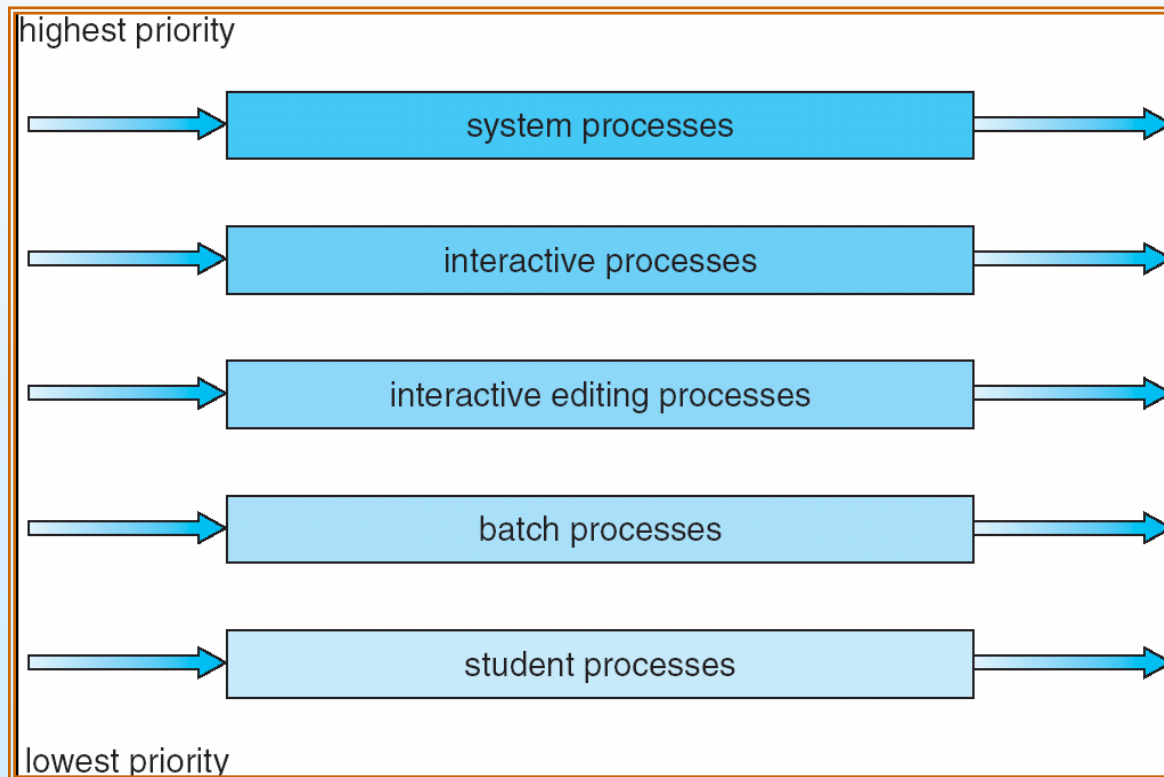 highest priority
system processes
interactive processes
interactive editing processes
batch processes
student processes
lowest priority